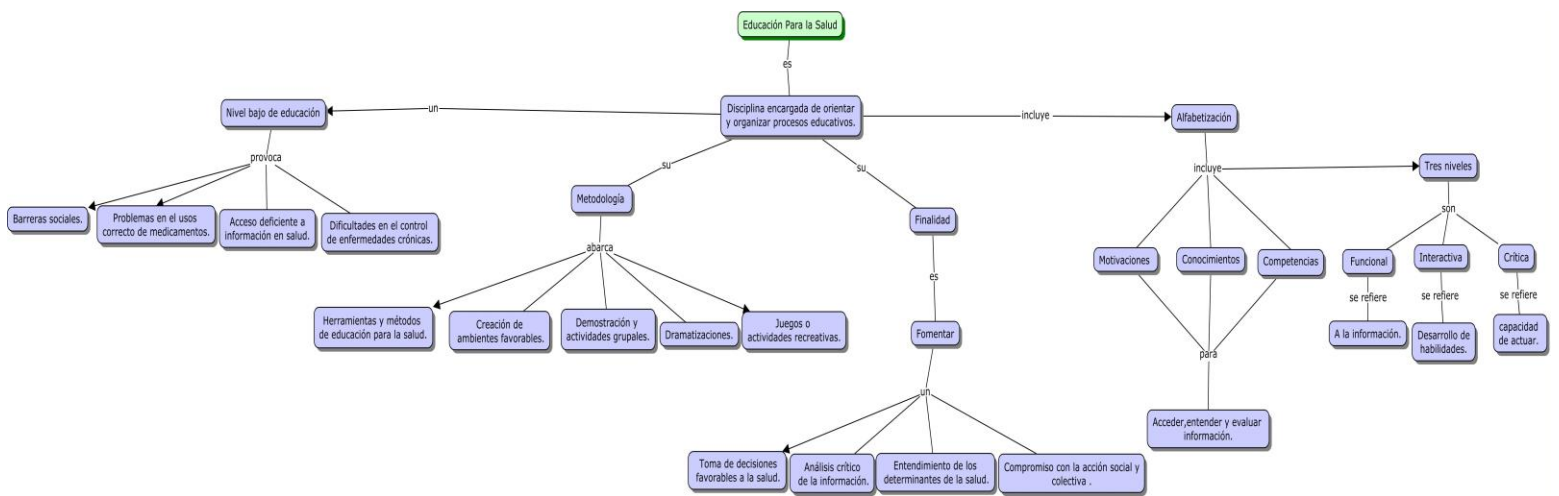 Educación Para la Salud
es
Disciplina encargada de orientar
y organizar procesos educativos.
un
Nivel bajo de educación
provoca
Barreras sociales.
Problemas en el usos
correcto de medicamentos.
Acceso deficiente a
información en salud.
Dificultades en el control
de enfermedades crónicas.
su
Metodología
abarca
Herramientas y métodos
de educación para la salud.
Creación de
ambientes favorables.
Demostración y
actividades grupales.
Dramatizaciones.
Juegos o
actividades recreativas.
su
Finalidad
es
Fomentar
un
Toma de decisiones
favorables a la salud.
Análisis crítico
de la información.
Entendimiento de los
determinantes de la salud.
Compromiso con la acción social y
colectiva .
incluye
Alfabetización
incluye
Motivaciones
Conocimientos
Competencias
para
Acceder,entender y evaluar
información.
Tres niveles
son
Funcional
se refiere
A la información.
Interactiva
se refiere
Desarrollo de
habilidades.
Crítica
se refiere
capacidad
de actuar.